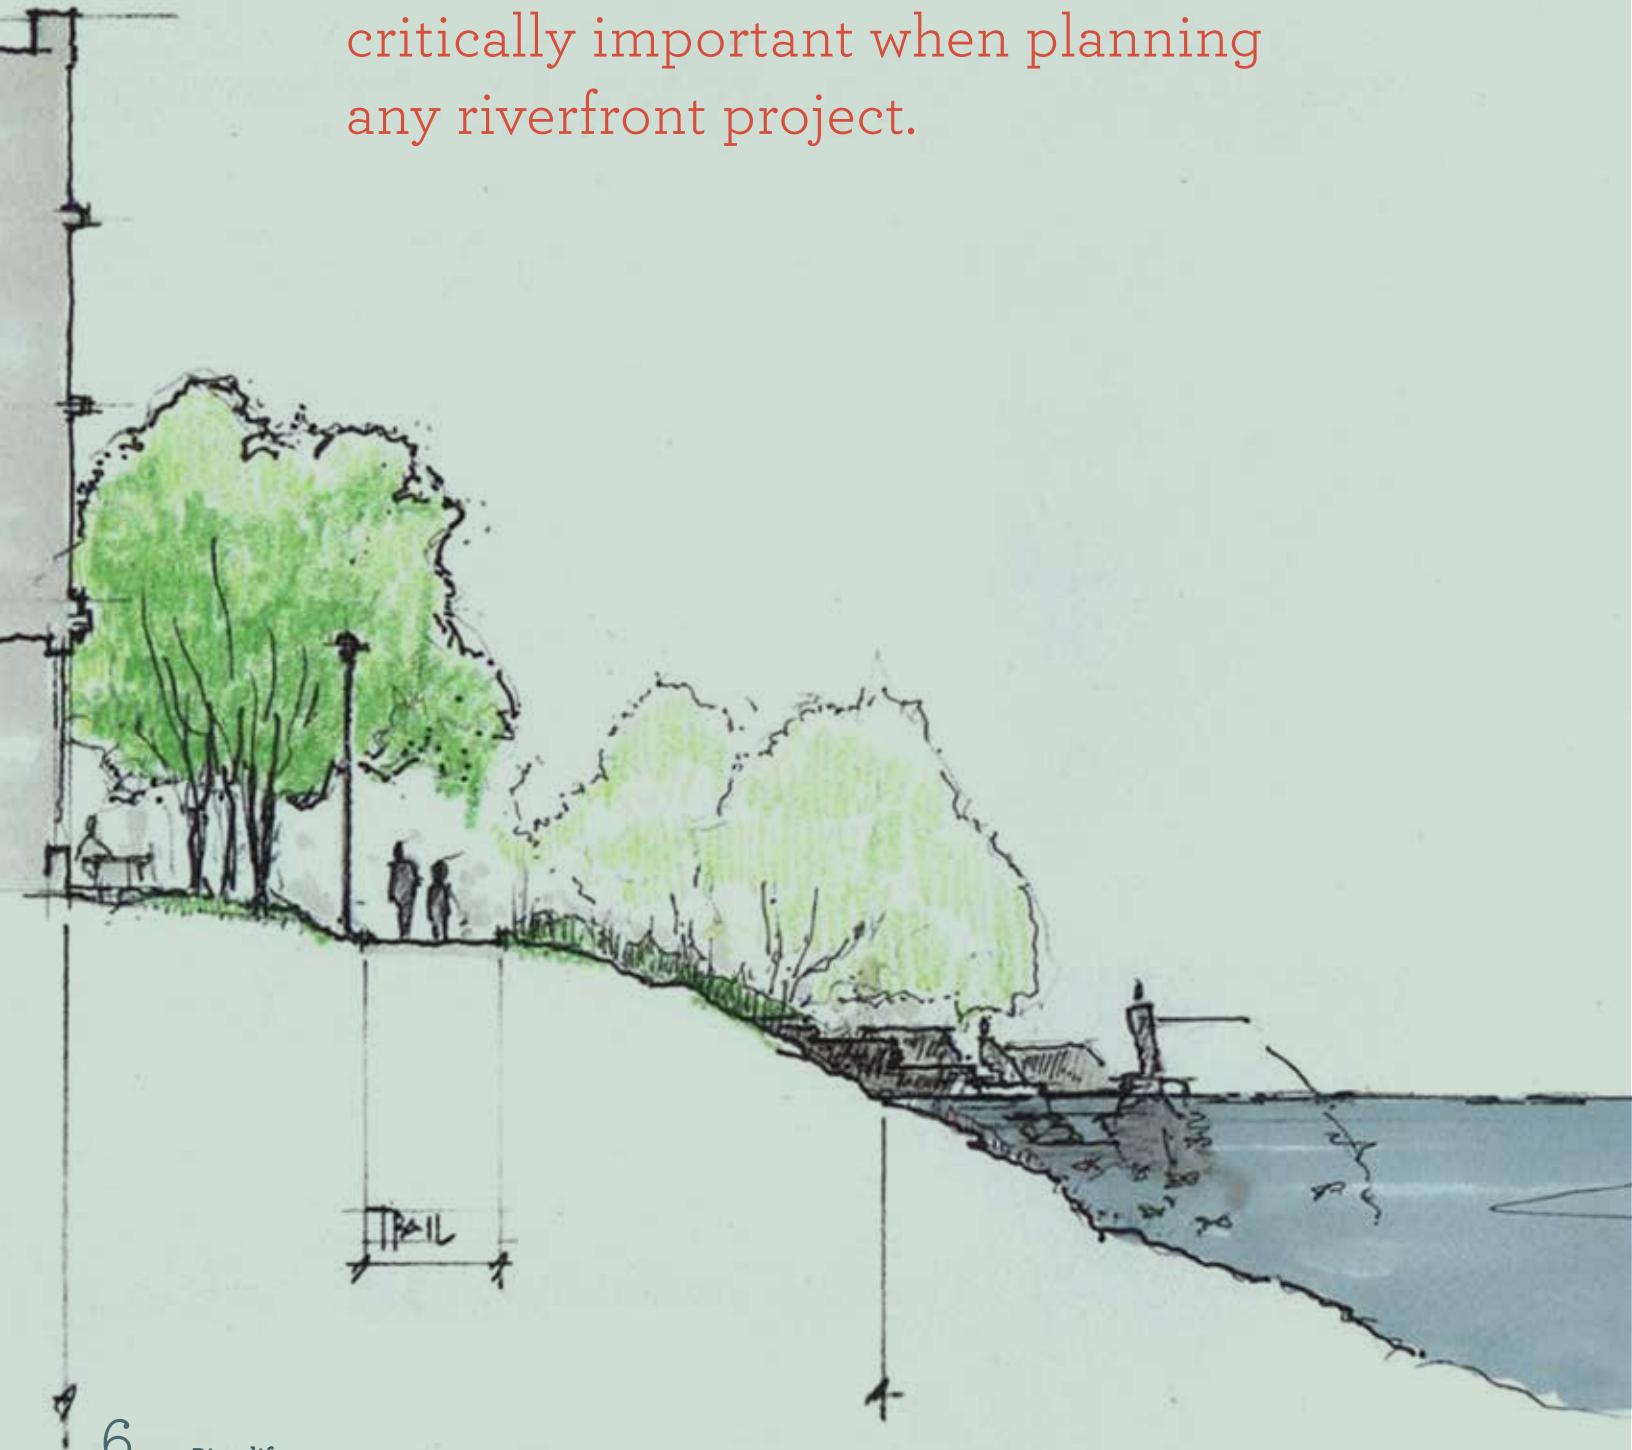 critically important when planning
any riverfront project.
TRAIL
6